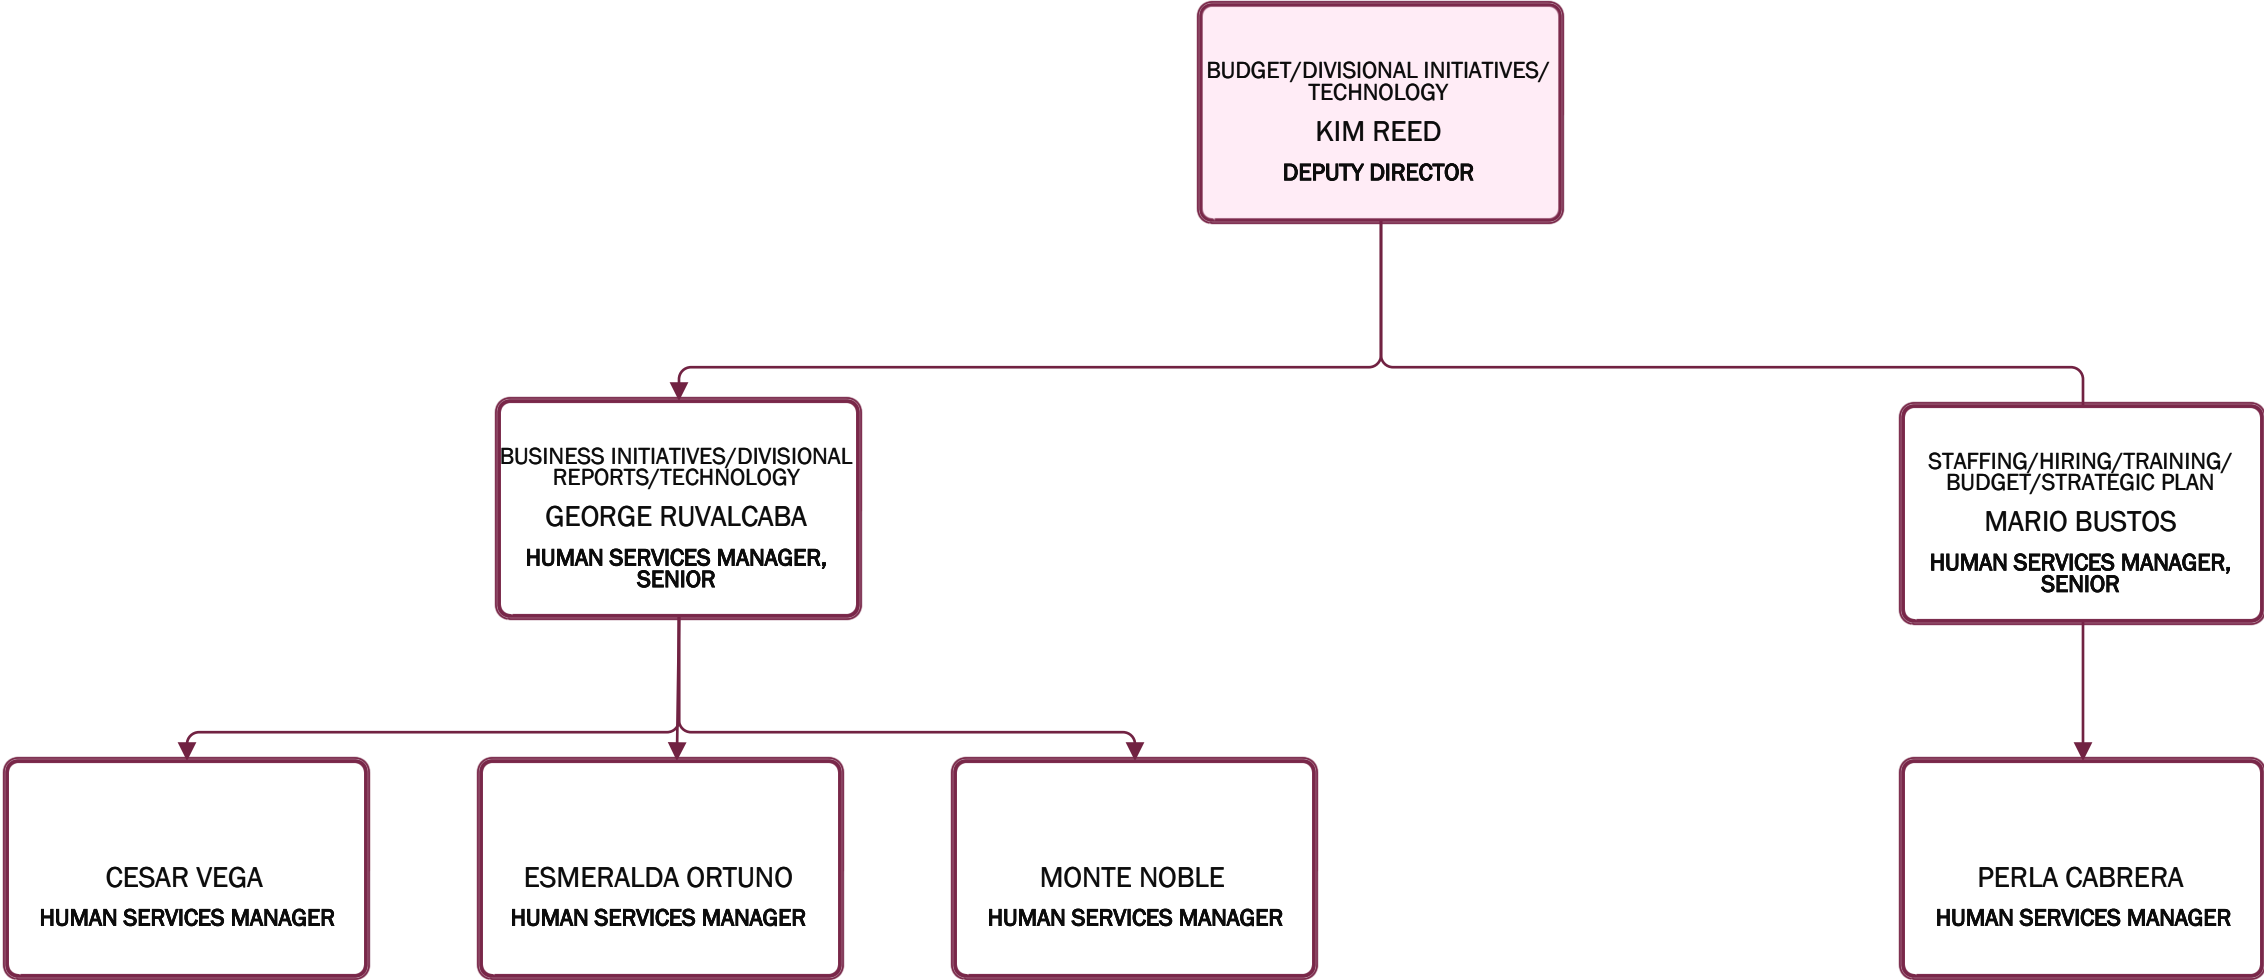 BUDGET/DIVISIONAL INITIATIVES/
TECHNOLOGY
KIM REED
DEPUTY DIRECTOR
BUSINESS INITIATIVES/DIVISIONAL
REPORTS/TECHNOLOGY
GEORGE RUVALCABA
HUMAN SERVICES MANAGER,
SENIOR
STAFFING/HIRING/TRAINING/
BUDGET/STRATEGIC PLAN
MARIO BUSTOS
HUMAN SERVICES MANAGER,
SENIOR
CESAR VEGA
HUMAN SERVICES MANAGER
ESMERALDA ORTUNO
HUMAN SERVICES MANAGER
MONTE NOBLE
HUMAN SERVICES MANAGER
PERLA CABRERA
HUMAN SERVICES MANAGER